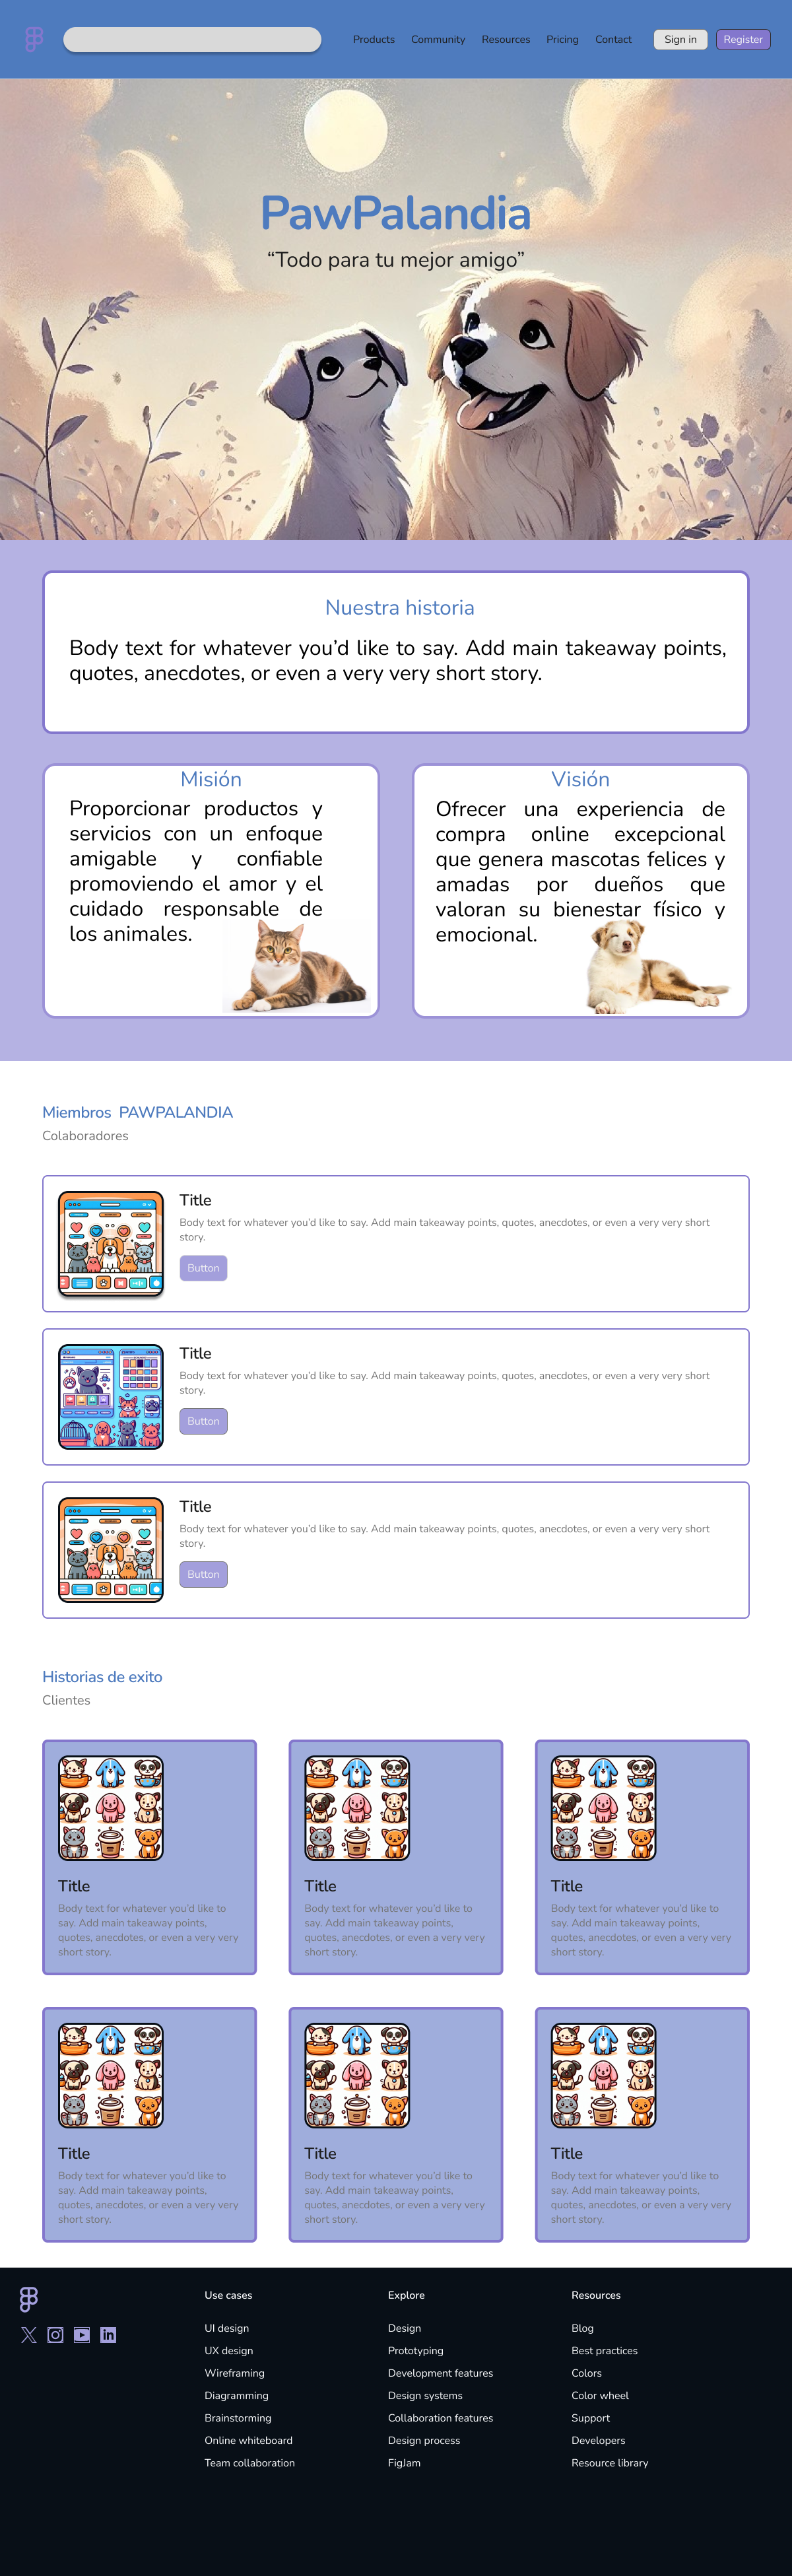 Products Community Resources Pricing Contact Sign in Register
PawPalandia
“Todo para tu mejor amigo”
Nuestra historia
Body text for whatever you’d like to say. Add main takeaway points,
quotes, anecdotes, or even a very very short story.
Misión
Proporcionar productos y
servicios con un enfoque
amigable y confiable
promoviendo el amor y el
cuidado responsable de
los animales.
Visión
Ofrecer una experiencia de
compra online excepcional
que genera mascotas felices y
amadas por dueños que
valoran su bienestar físico y
emocional.
Miembros PAWPALANDIA
Colaboradores
Title
Body text for whatever you’d like to say. Add main takeaway points, quotes, anecdotes, or even a very very short
story.
Button
Title
Body text for whatever you’d like to say. Add main takeaway points, quotes, anecdotes, or even a very very short
story.
Button
Title
Body text for whatever you’d like to say. Add main takeaway points, quotes, anecdotes, or even a very very short
story.
Button
Historias de exito
Clientes
Title
Body text for whatever you’d like to
say. Add main takeaway points,
quotes, anecdotes, or even a very very
short story.
Title
Body text for whatever you’d like to
say. Add main takeaway points,
quotes, anecdotes, or even a very very
short story.
Title
Body text for whatever you’d like to
say. Add main takeaway points,
quotes, anecdotes, or even a very very
short story.
Title
Body text for whatever you’d like to
say. Add main takeaway points,
quotes, anecdotes, or even a very very
short story.
Title
Body text for whatever you’d like to
say. Add main takeaway points,
quotes, anecdotes, or even a very very
short story.
Title
Body text for whatever you’d like to
say. Add main takeaway points,
quotes, anecdotes, or even a very very
short story.
Use cases
UI design
UX design
Wireframing
Diagramming
Brainstorming
Online whiteboard
Team collaboration
Explore
Design
Prototyping
Development features
Design systems
Collaboration features
Design process
FigJam
Resources
Blog
Best practices
Colors
Color wheel
Support
Developers
Resource library